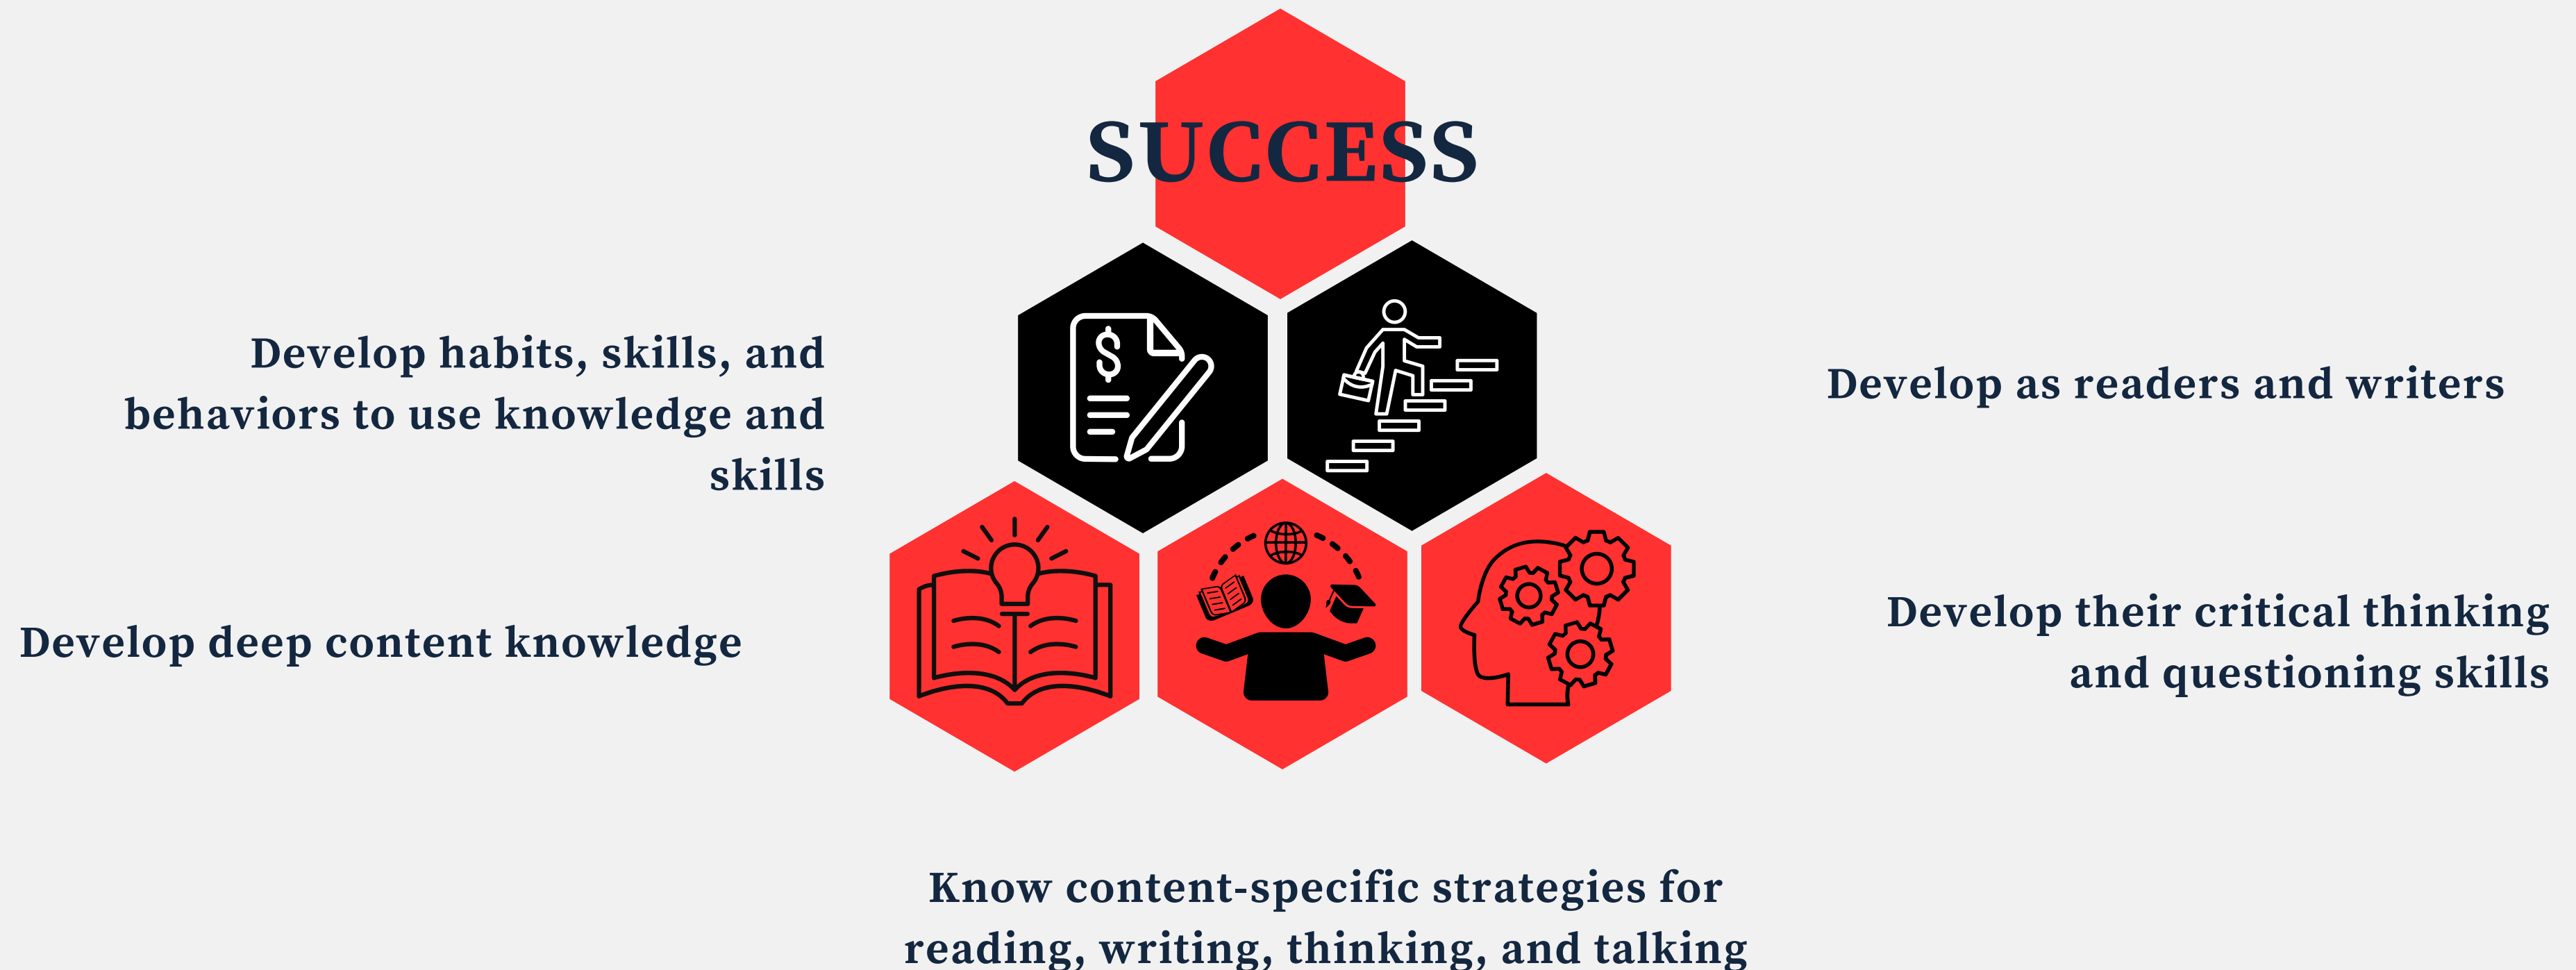 SUCCESS
Develop habits, skills, and
behaviors to use knowledge and
skills
$
Develop as readers and writers
Develop deep content knowledge
Develop their critical thinking
and questioning skills
Know content-specific strategies for
reading, writing, thinking, and talking